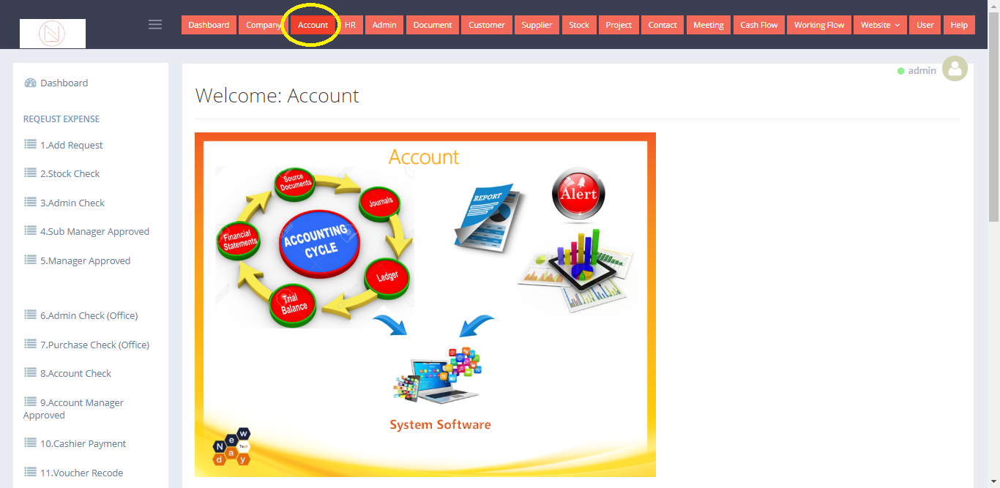 N
Dashboard
Company
Account
HR
Admin
Document
Customer
Supplier
Stock
Project
Contact
Meeting
Cash Flow
Working Flow
Website
User
Help
admin
Dashboard
REQEUST EXPENSE
1.Add Request
2.Stock Check
3.Admin Check
4.Sub Manager Approved
5.Manager Approved
6.Admin Check (Office)
7.Purchase Check (Office)
8.Account Check
9.Account Manager
Approved
10.Cashier Payment
11.Voucher Recode
Welcome: Account
Account
Source
Documents
Journals
Ledger
Trial
Balance
Financial
Statements
ACCOUNTING
CYCLE
REPORT
Alert
System Software
New
Tech
day